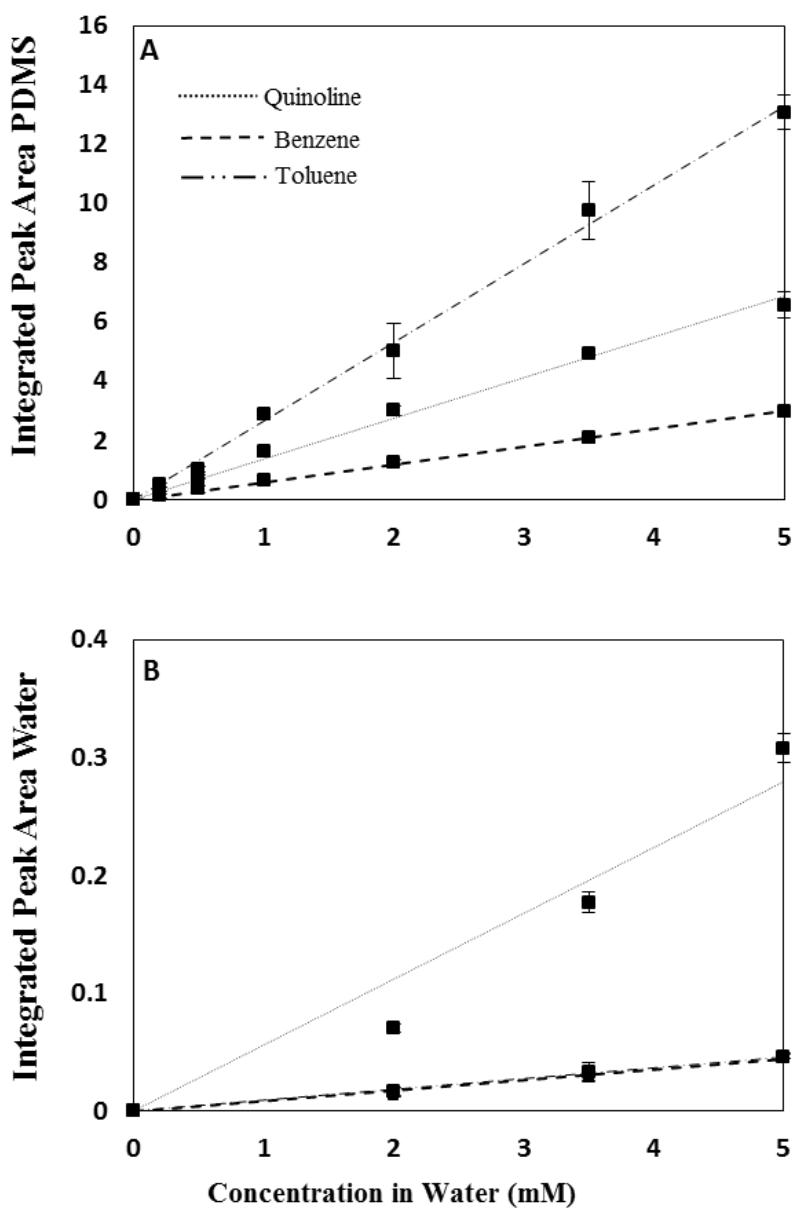 Integrated Peak Area PDMS
A
16
14
12
10
8
6
4
2
0
Quinoline
Benzene
Toluene
0 1 2 3 4 5
Integrated Peak Area Water
B
0.4
0.3
0.2
0.1
0
0 1 2 3 4 5
Concentration in Water (mM)